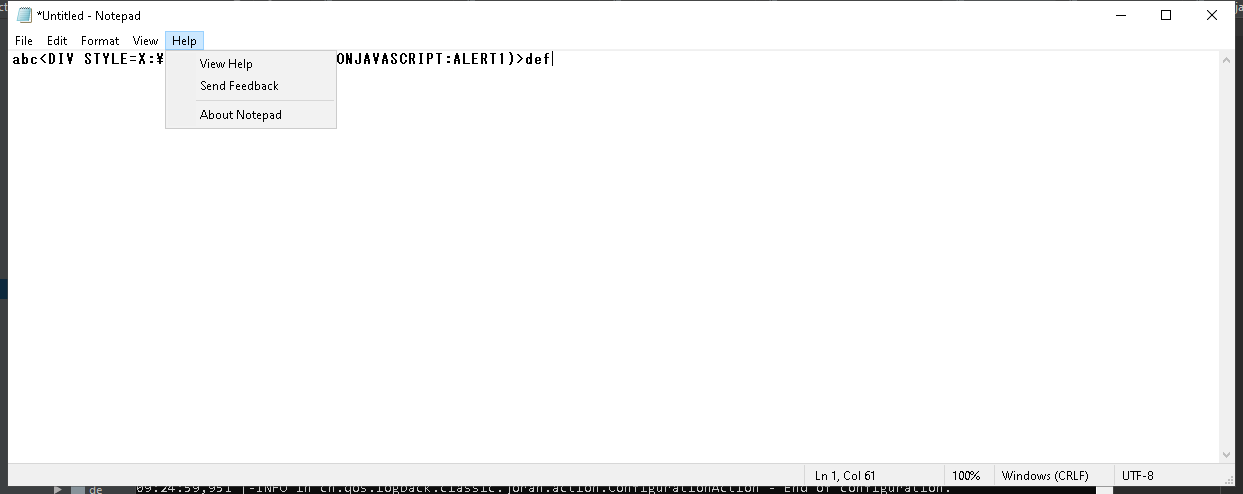 *Untitled - Notepad
File Edit Format View Help
abc<DIV STYLE=X:¥ ONJAVASCRIPT:ALERT1)>def
View Help
Send Feedback
About Notepad
Ln 1, Col 61 100% Windows (CRLF) UTF-8
de 09:24:59,951 |-INFO in ch.qos.logback.classic.joran.action.ConfigurationAction - End of configuration.